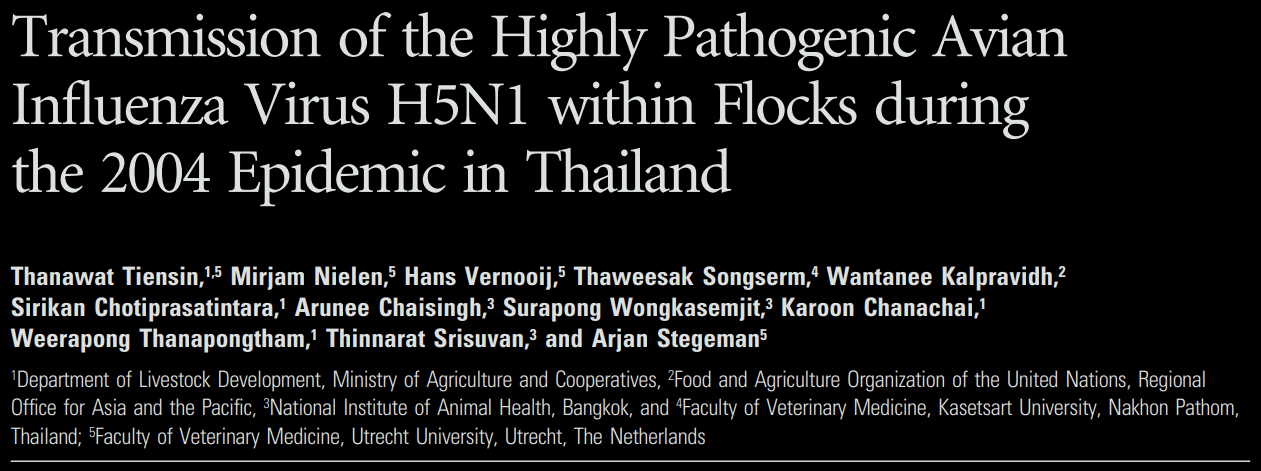 Transmission of the Highly Pathogenic Avian
Influenza Virus H5N1 within Flocks during
the 2004 Epidemic in Thailand
Thanawat Tiensin,1,5 Mirjam Nielen,5 Hans Vernooij,5 Thaweesak Songserm,4 Wantanee Kalpravidh,2
Sirikan Chotiprasatintara,1 Arunee Chaisingh,3 Surapong Wongkasemjit,3 Karoon Chanachai,1
Weerapong Thanapongtham,1 Thinnarat Srisuvan,3 and Arjan Stegeman5
1Department of Livestock Development, Ministry of Agriculture and Cooperatives, 2Food and Agriculture Organization of the United Nations, Regional
Office for Asia and the Pacific, 3National Institute of Animal Health, Bangkok, and 4Faculty of Veterinary Medicine, Kasetsart University, Nakhon Pathom,
Thailand; 5Faculty of Veterinary Medicine, Utrecht University, Utrecht, The Netherlands